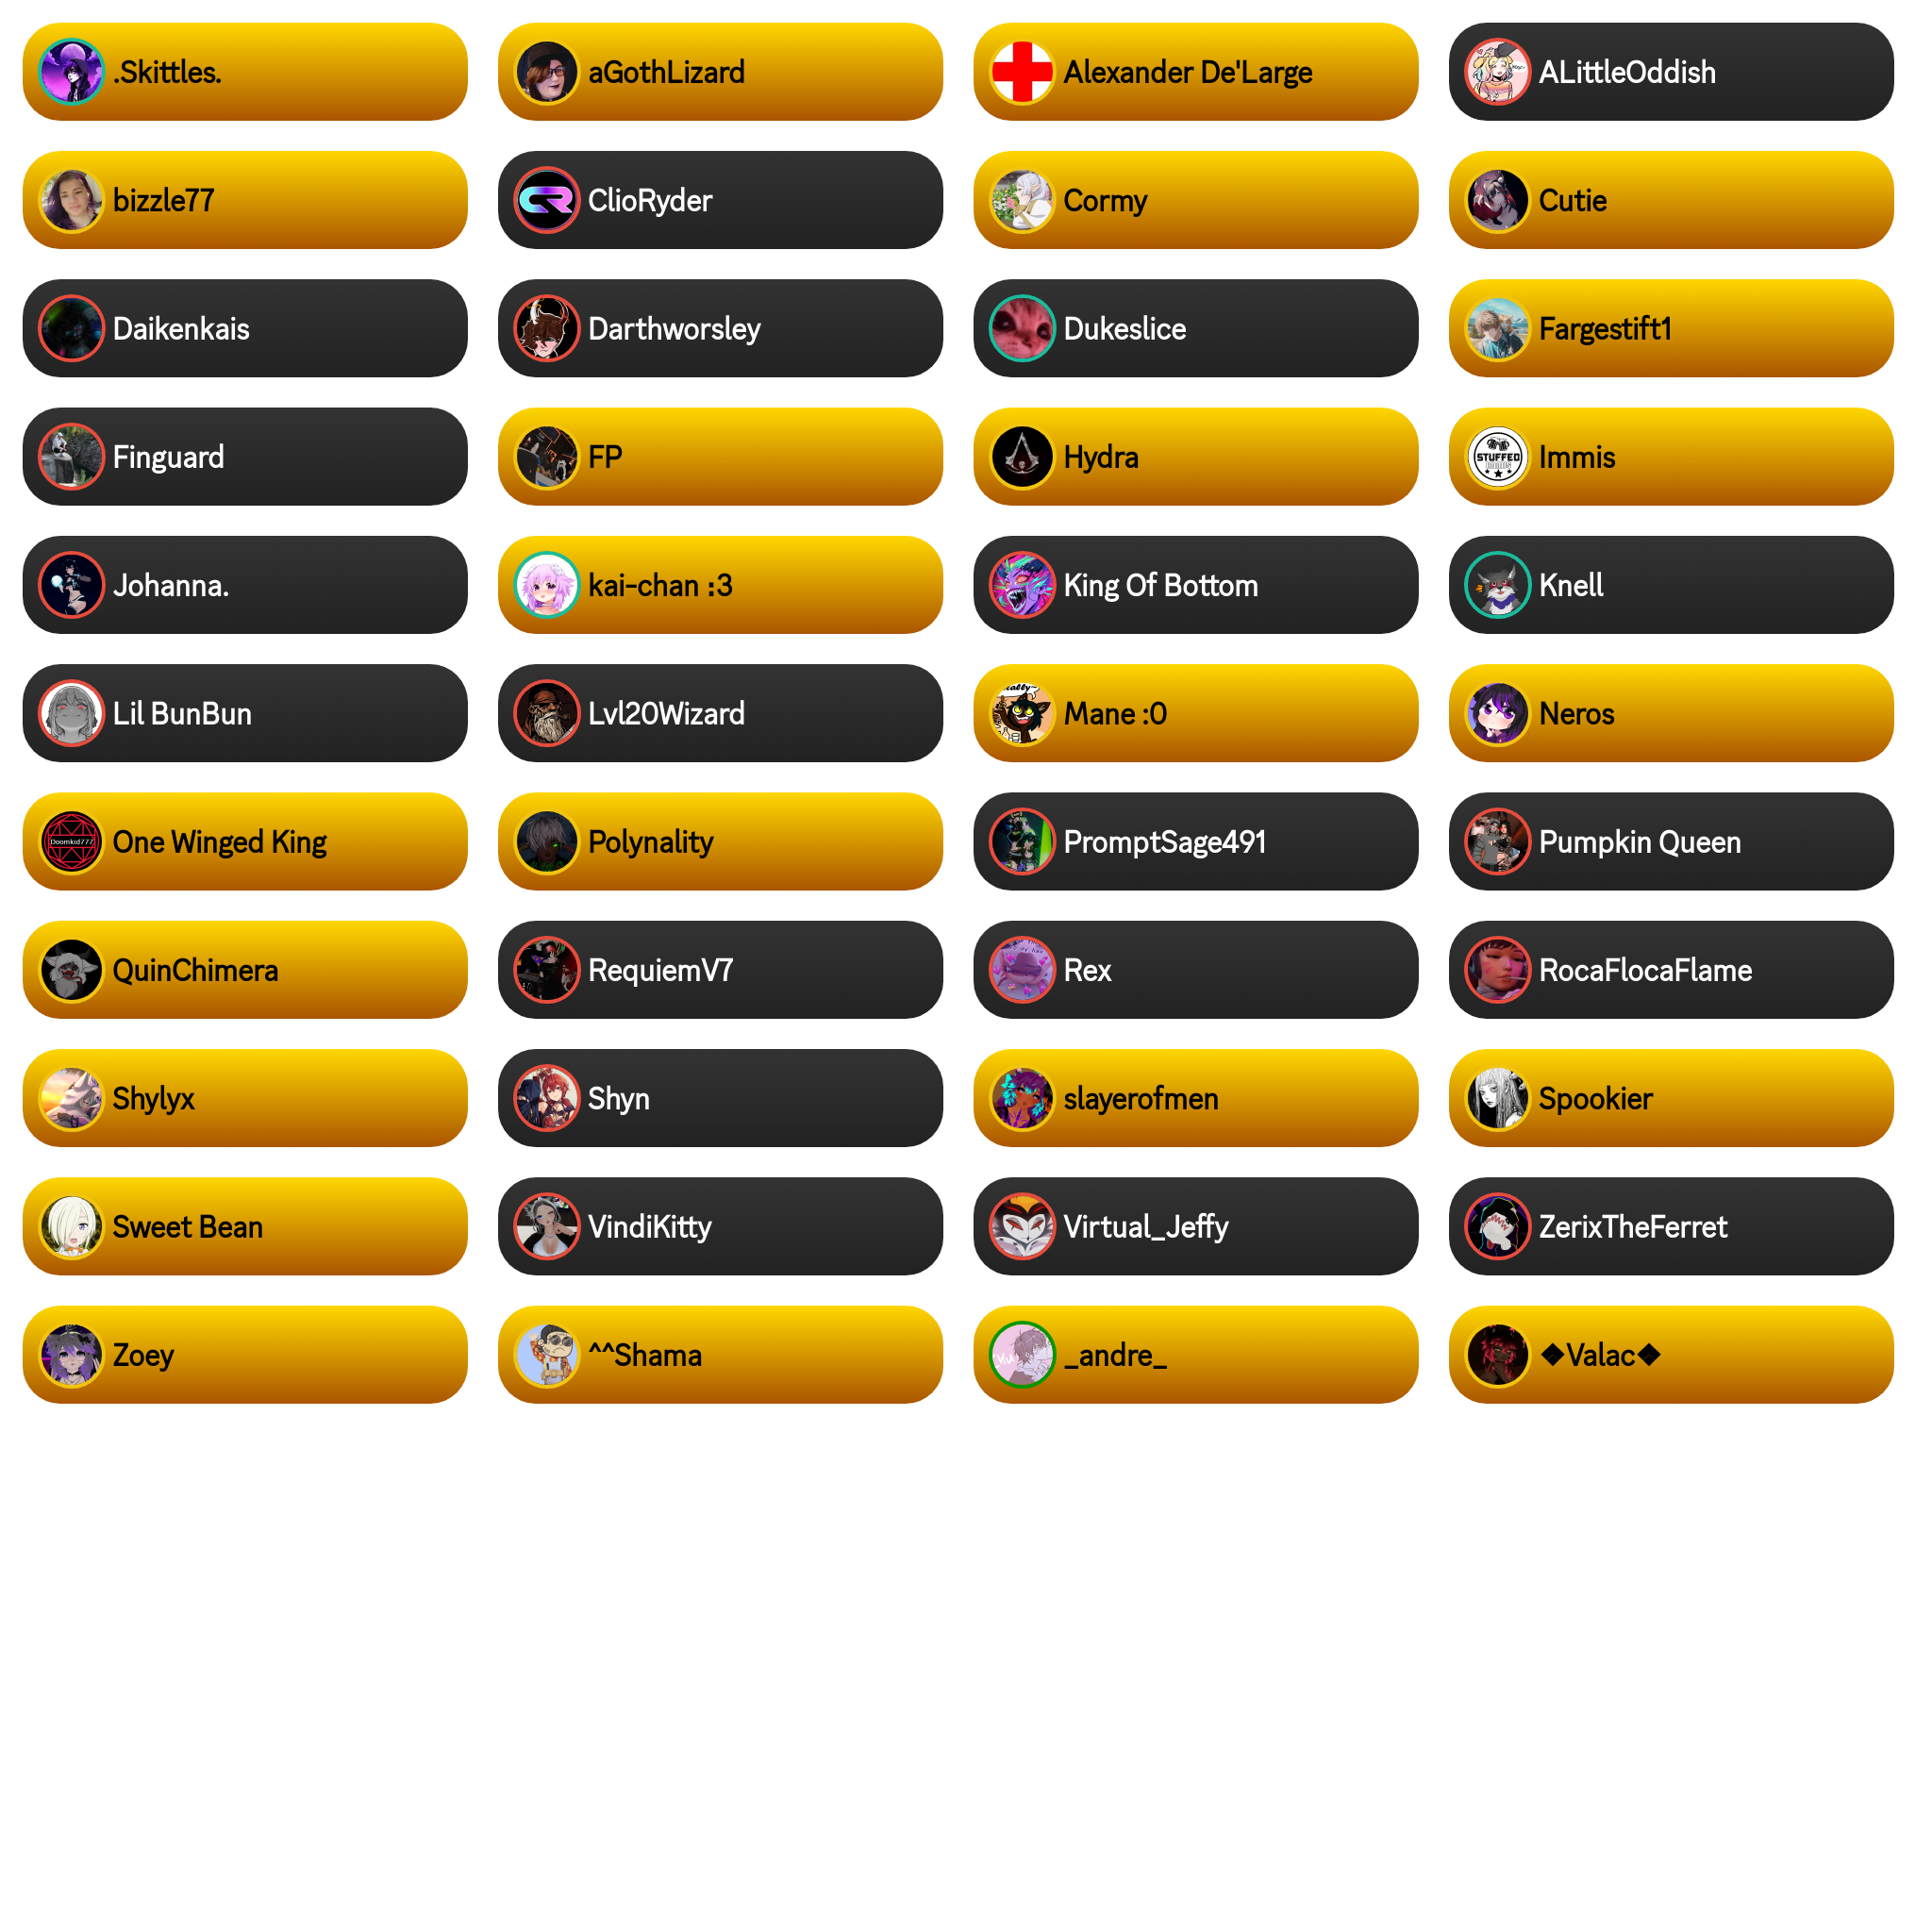 .Skittles.
aGothLizard
Alexander De'Large
ALittleOddish
bizzle77
ClioRyder
Cormy
Cutie
Daikenkais
Darthworsley
Dukeslice
Fargestift1
Finguard
FP
Hydra
STUFFED
Immis
Johanna.
kai-chan :3
King Of Bottom
Knell
Lil BunBun
Lvl20Wizard
Mane :0
Neros
Doomkid777
One Winged King
Polynality
PromptSage491
Pumpkin Queen
QuinChimera
RequiemV7
Rex
RocaFlocaFlame
Shylyx
Shyn
slayerofmen
Spookier
Sweet Bean
VindiKitty
Virtual_Jeffy
ZerixTheFerret
Zoey
^^Shama
_andre_
◆Valac◆